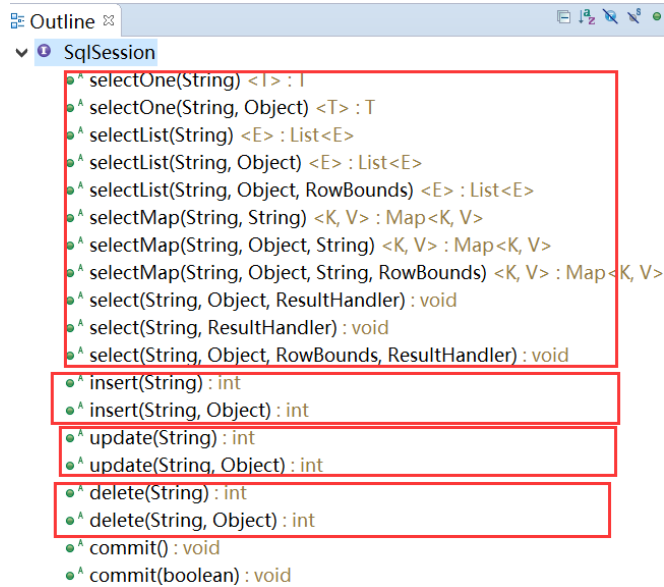 Outline
SqlSession
selectOne(String) <T> : T
selectOne(String, Object) <T> : T
selectList(String) <E> : List<E>
selectList(String, Object) <E> : List<E>
selectList(String, Object, RowBounds) <E> : List<E>
selectMap(String, String) <K, V> : Map<K, V>
selectMap(String, Object, String) <K, V> : Map<K, V>
selectMap(String, Object, String, RowBounds) <K, V> : Map<K, V>
select(String, Object, ResultHandler) : void
select(String, ResultHandler) : void
select(String, Object, RowBounds, ResultHandler) : void
insert(String) : int
insert(String, Object) : int
update(String) : int
update(String, Object) : int
delete(String) : int
delete(String, Object) : int
commit() : void
commit(boolean) : void